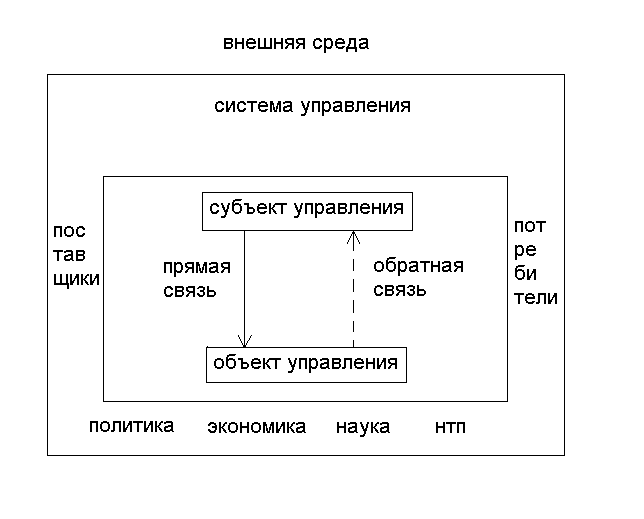 внешняя среда
система управления
субъект управления
пос
тав
щики
прямая
связь
обратная
связь
пот
ре
би
тели
объект управления
политика экономика наука нтп